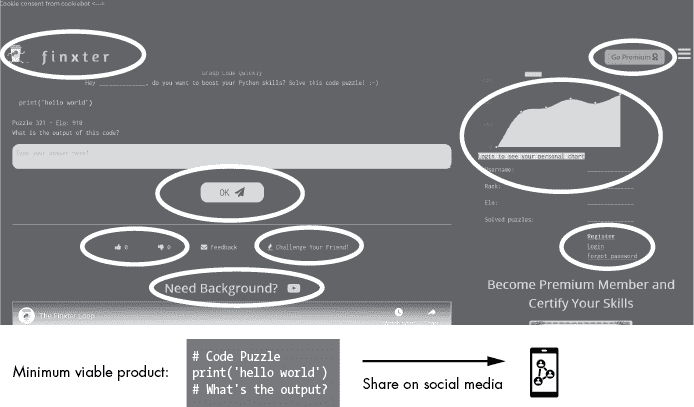 Cookie consent from cookiebot <-->
finxter
Go Premium
Grasp Code Quickly
Hey ______________, do you want to boost your Python skills? Solve this code puzzle! ;-)
print('hello world')
Puzzle 321 - Elo: 910
What is the output of this code?
Type your answer here!
OK
Login to see your personal chart
Username:
Rank:
Elo:
Solved puzzles:
Register
login
forgot password
0
0
Feedback
Challenge Your Friend!
Need Background?
Become Premium Member and
Certify Your Skills
The Finxter Loop
Minimum viable product:
# Code Puzzle
print('hello world')
# What's the output?
Share on social media